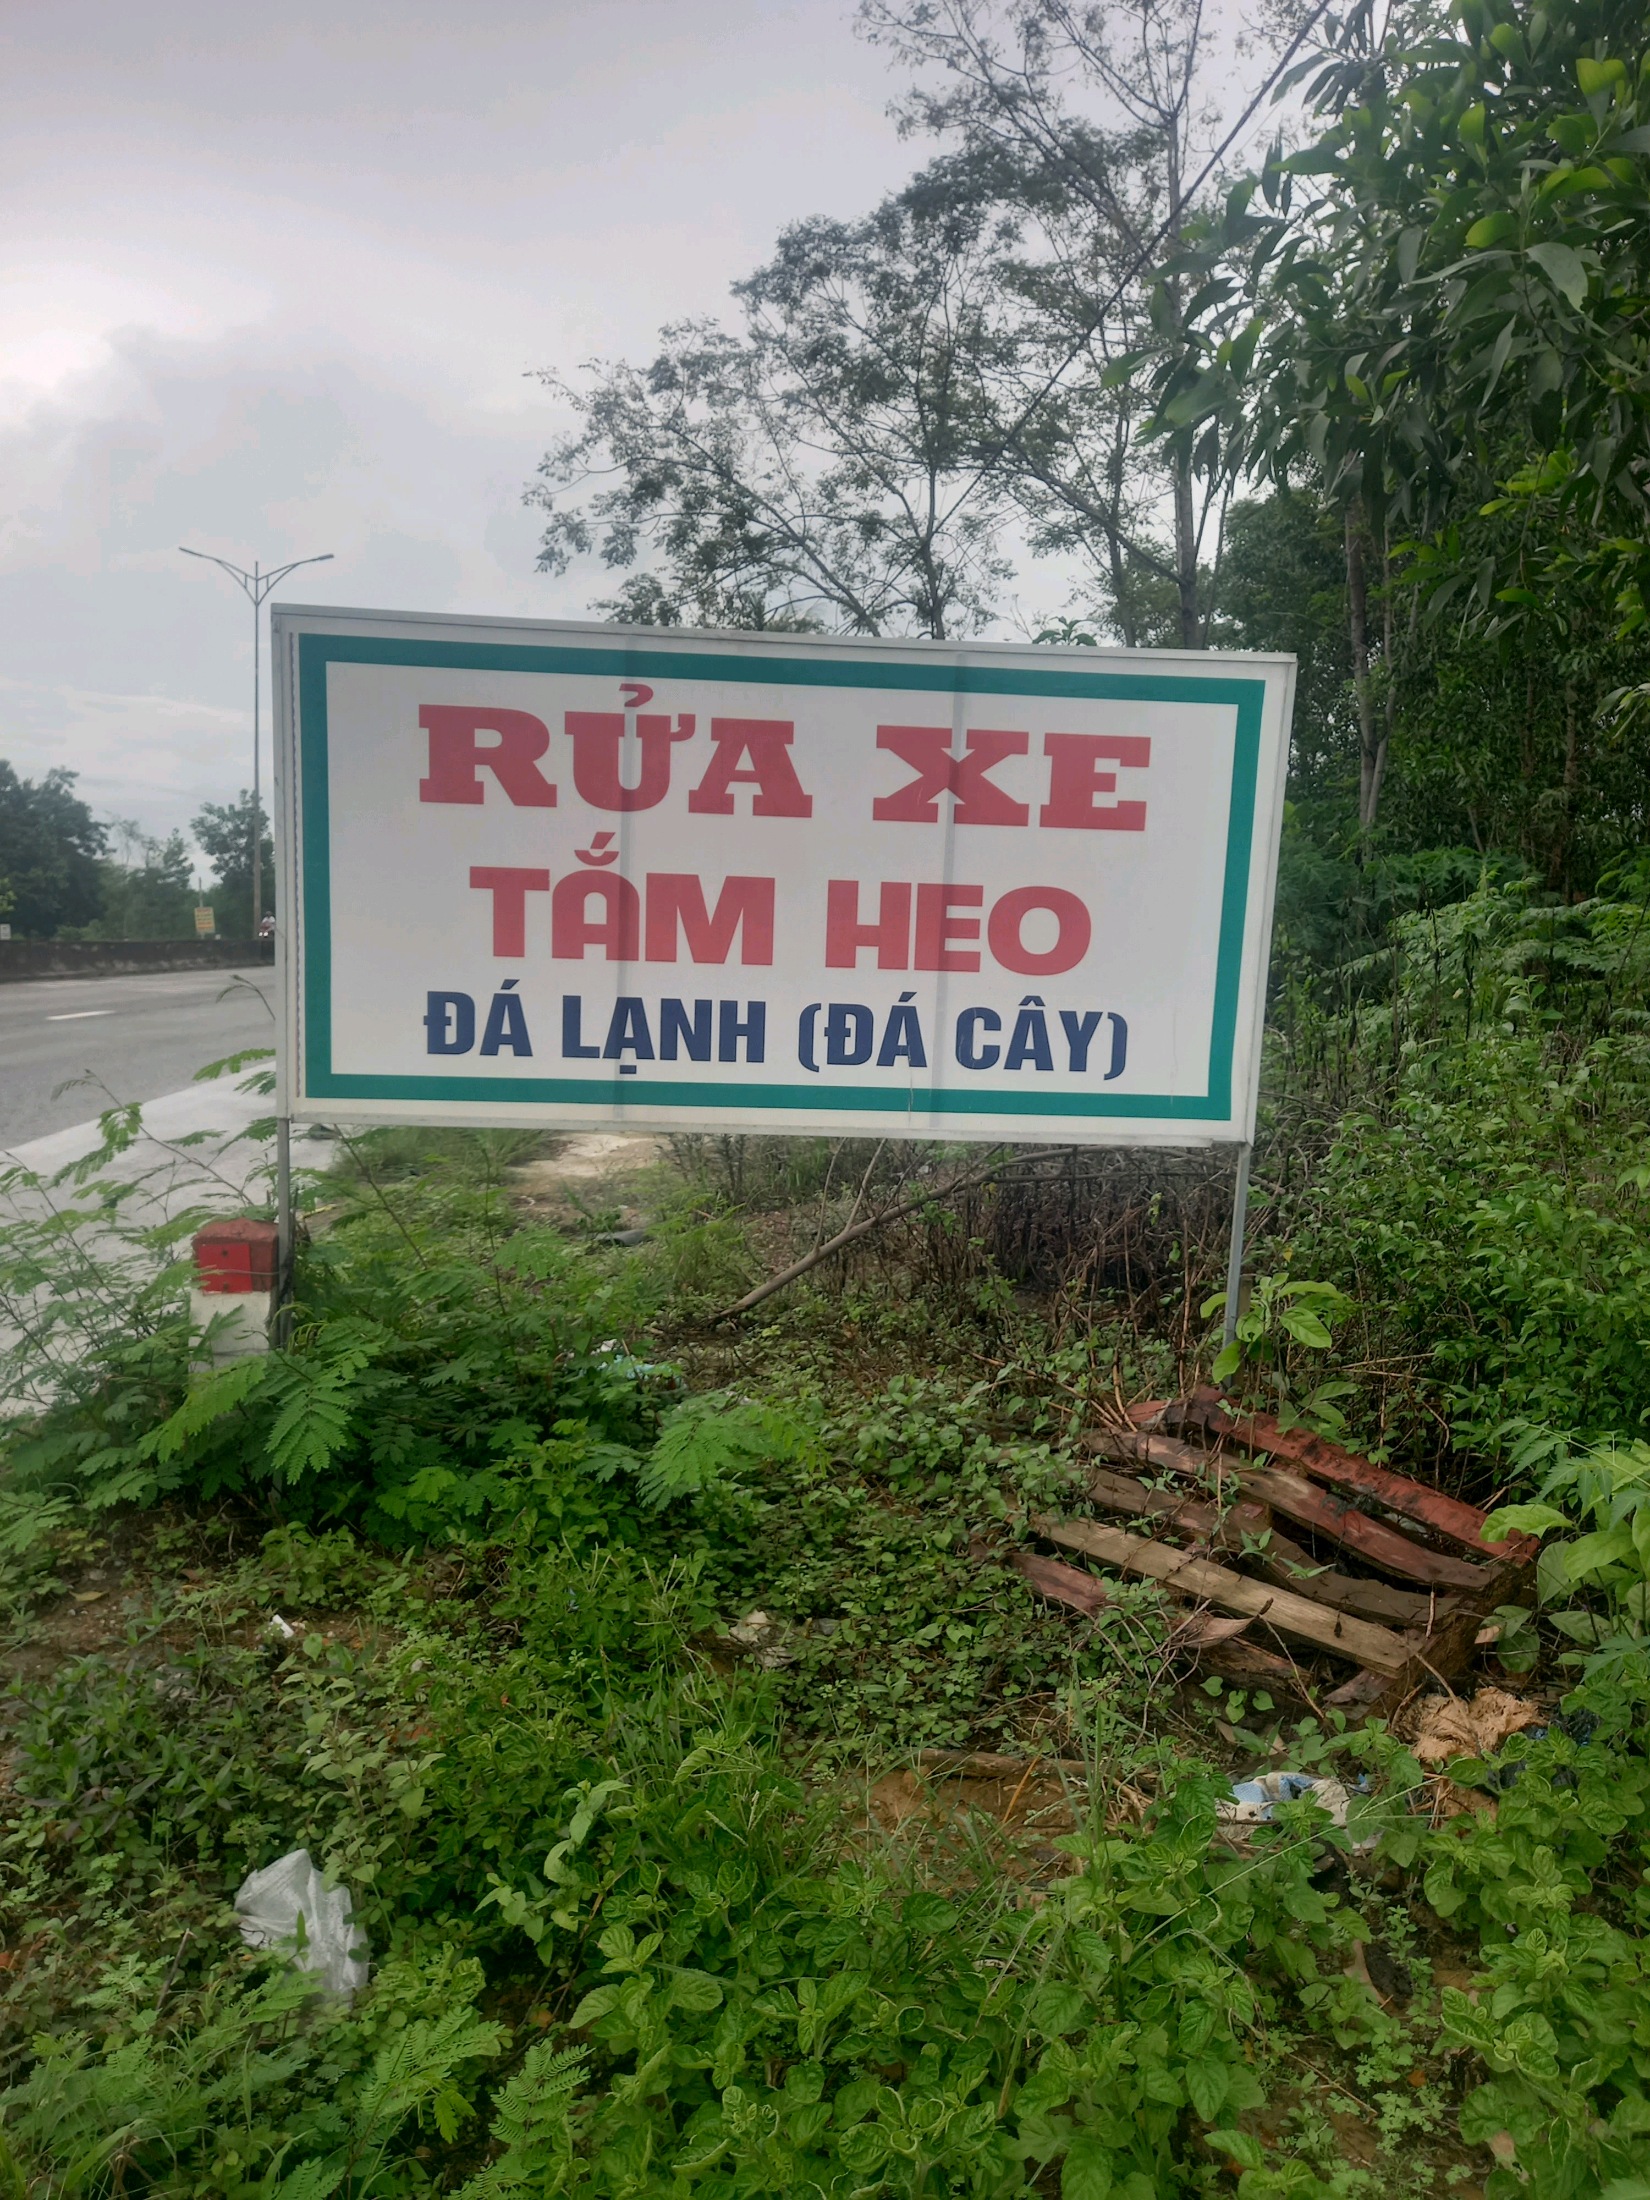 RỬA XE
TẮM HEO
ĐÁ LẠNH (ĐÁ CÂY)